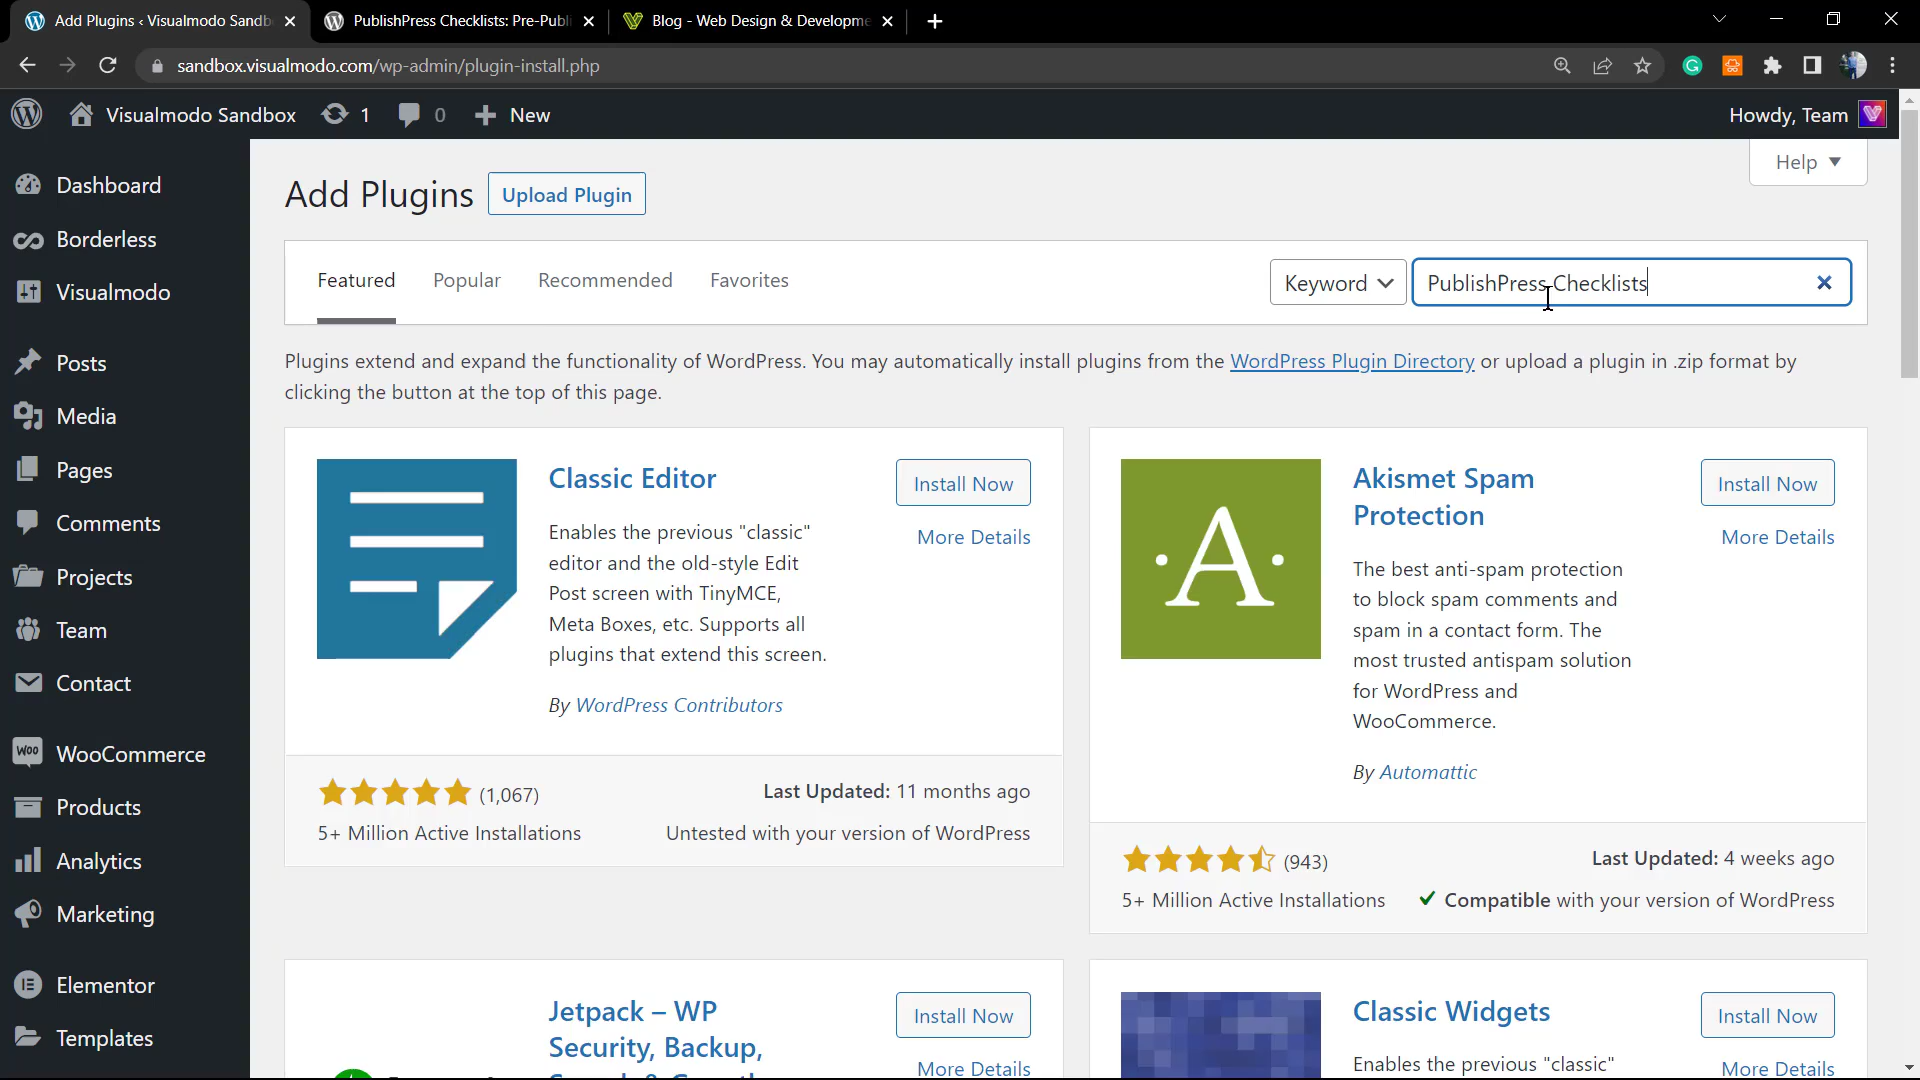 Add Plugins ‹ Visualmodo Sandb
PublishPress Checklists: Pre-Publi
Blog - Web Design & Developme
sandbox.visualmodo.com/wp-admin/plugin-install.php
Visualmodo Sandbox
1
0
New
Howdy, Team
Dashboard
Borderless
Visualmodo
Posts
Media
Pages
Comments
Projects
Team
Contact
WOO
WooCommerce
Products
Analytics
Marketing
Elementor
Templates
Help
Add Plugins
Upload Plugin
Featured
Popular
Recommended
Favorites
Keyword
PublishPress Checklists
Plugins extend and expand the functionality of WordPress. You may automatically install plugins from the WordPress Plugin Directory or upload a plugin in .zip format by
clicking the button at the top of this page.
Classic Editor
Install Now
More Details
Enables the previous "classic"
editor and the old-style Edit
Post screen with TinyMCE,
Meta Boxes, etc. Supports all
plugins that extend this screen.
By WordPress Contributors
(1,067)
Last Updated: 11 months ago
5+ Million Active Installations
Untested with your version of WordPress
A
Akismet Spam
Protection
Install Now
More Details
The best anti-spam protection
to block spam comments and
spam in a contact form. The
most trusted antispam solution
for WordPress and
WooCommerce.
By Automattic
(943)
Last Updated: 4 weeks ago
5+ Million Active Installations
Compatible with your version of WordPress
Jetpack – WP
Security, Backup,
Install Now
More Details
Classic Widgets
Install Now
Enables the previous "classic"
More Details